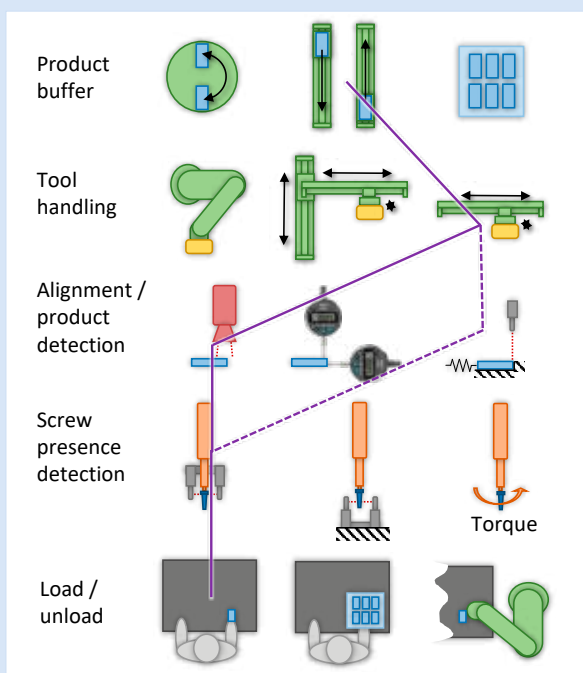 Product
buffer
Tool
handling
Alignment /
product
detection
Screw
presence
detection
Torque
Load /
unload